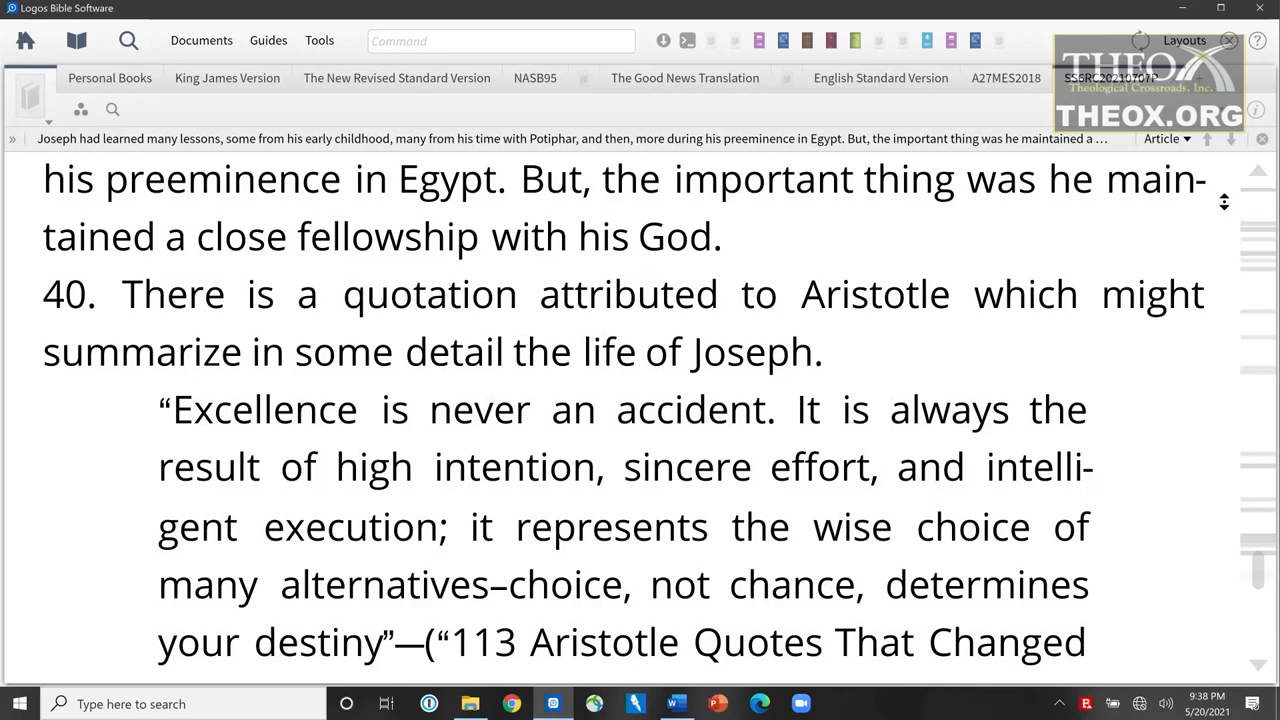 Logos Bible Software
Documents Guides Tools Command Layouts
THEOX
Theological Crossroads, Inc.
THEOX.ORG
Personal Books King James Version The New Revised Standard Version NASB95 The Good News Translation English Standard Version A27MES2018 SS6RC20210707P
Joseph had learned many lessons, some from his early childhood, many from his time with Potiphar, and then, more during his preeminence in Egypt. But, the important thing was he maintained a ... Article
his preeminence in Egypt. But, the important thing was he main-
tained a close fellowship with his God.
40. There is a quotation attributed to Aristotle which might
summarize in some detail the life of Joseph.
“Excellence is never an accident. It is always the
result of high intention, sincere effort, and intelli-
gent execution; it represents the wise choice of
many alternatives–choice, not chance, determines
your destiny”—(“113 Aristotle Quotes That Changed
Type here to search
9:38 PM
5/20/2021